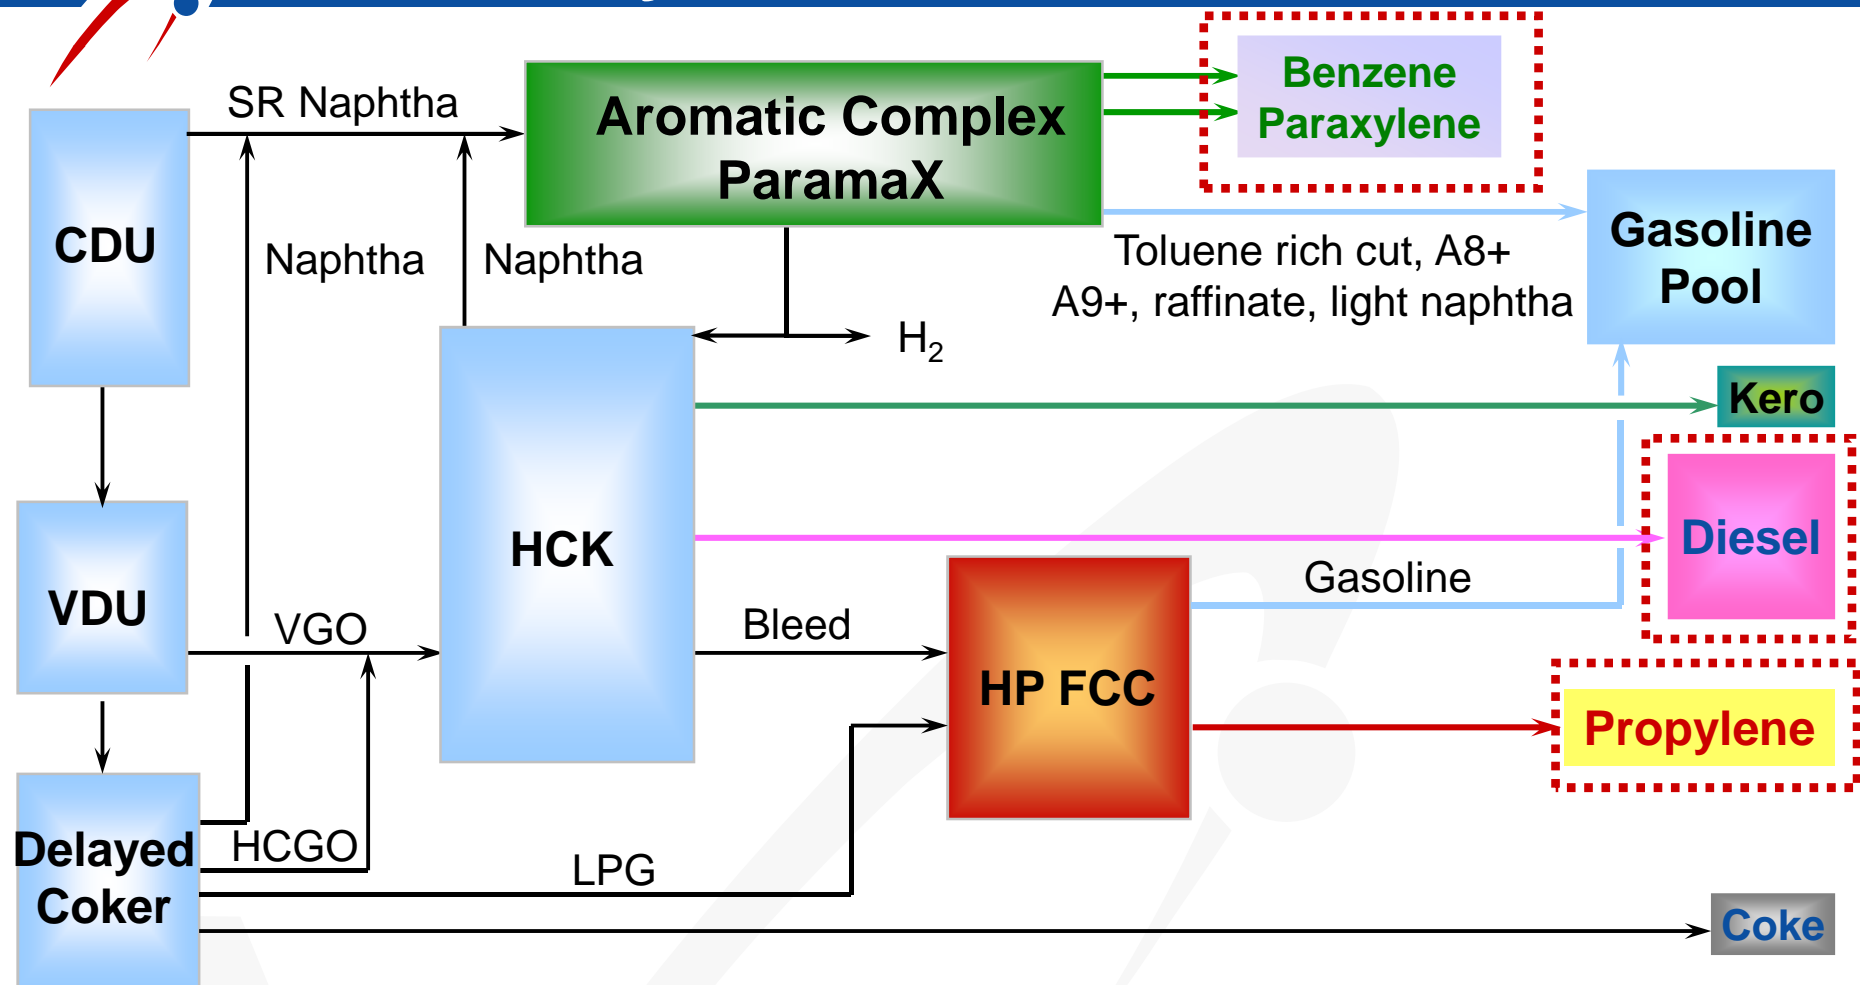 SR Naphtha
Aromatic Complex
ParamaX
Benzene
Paraxylene
CDU
Naphtha
Naphtha
Toluene rich cut, A8+
A9+, raffinate, light naphtha
Gasoline
Pool
H2
Kero
HCK
Diesel
VDU
VGO
Bleed
Gasoline
HP FCC
Propylene
Delayed
Coker
HCGO
LPG
Coke